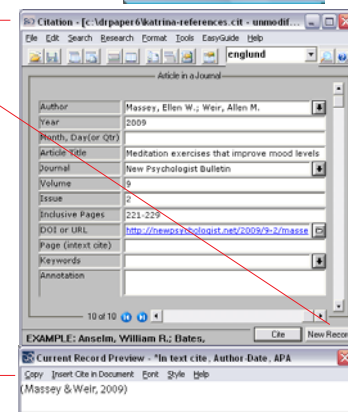 Citation - [c:\drpaper6\katrina-references.cit - unmodif...
File Edit Search Research Format Tools EasyGuide Help
englund
Article in a Journal
Author Massey, Ellen W.; Weir, Allen M.
Year 2009
Month, Day(or Qtr)
Article Title Meditation exercises that improve mood levels
Journal New Psychologist Bulletin
Volume 9
Issue 2
Inclusive Pages 221-229
DOI or URL http://newpsychologist.net/2009/9-2/masse
Page (intext cite)
Keywords
Annotation
10 of 10
EXAMPLE: Anselm, William R.; Bates, Cite New Recor
Current Record Preview - "In text cite, Author-Date, APA
Copy Insert Cite in Document Font Style Help
(Massey & Weir, 2009)